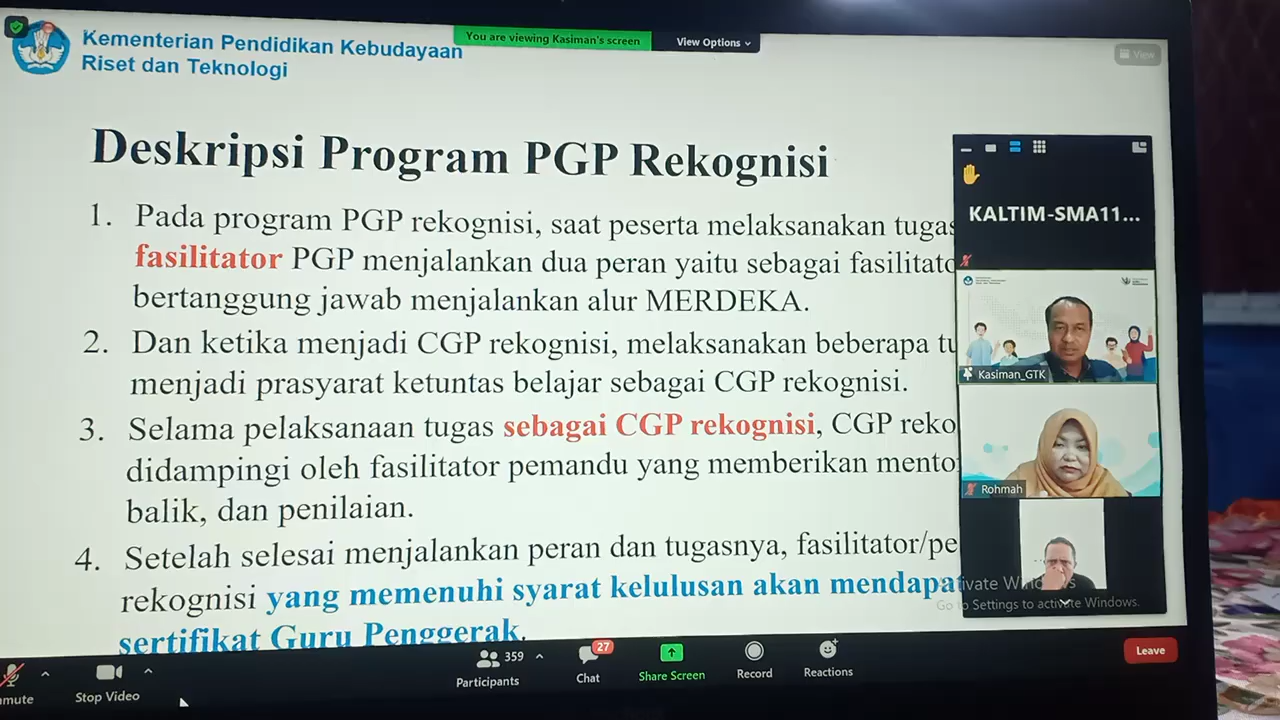 Kementerian Pendidikan Kebudayaan
Riset dan Teknologi
You are viewing Kasiman's screen
View Options
View
Deskripsi Program PGP Rekognisi
1. Pada program PGP rekognisi, saat peserta melaksanakan tugas
fasilitator PGP menjalankan dua peran yaitu sebagai fasilitato
bertanggung jawab menjalankan alur MERDEKA.
2. Dan ketika menjadi CGP rekognisi, melaksanakan beberapa tu
menjadi prasyarat ketuntas belajar sebagai CGP rekognisi.
3. Selama pelaksanaan tugas sebagai CGP rekognisi, CGP reko
didampingi oleh fasilitator pemandu yang memberikan mento
balik, dan penilaian.
4. Setelah selesai menjalankan peran dan tugasnya, fasilitator/pe
rekognisi yang memenuhi syarat kelulusan akan mendapa
sertifikat Guru Penggerak.
KALTIM-SMA11...
Kasiman_GTK
Rohmah
Go to Settings to activate Windows.
mute
Stop Video
359
Participants
27
Chat
Share Screen
Record
Reactions
Leave